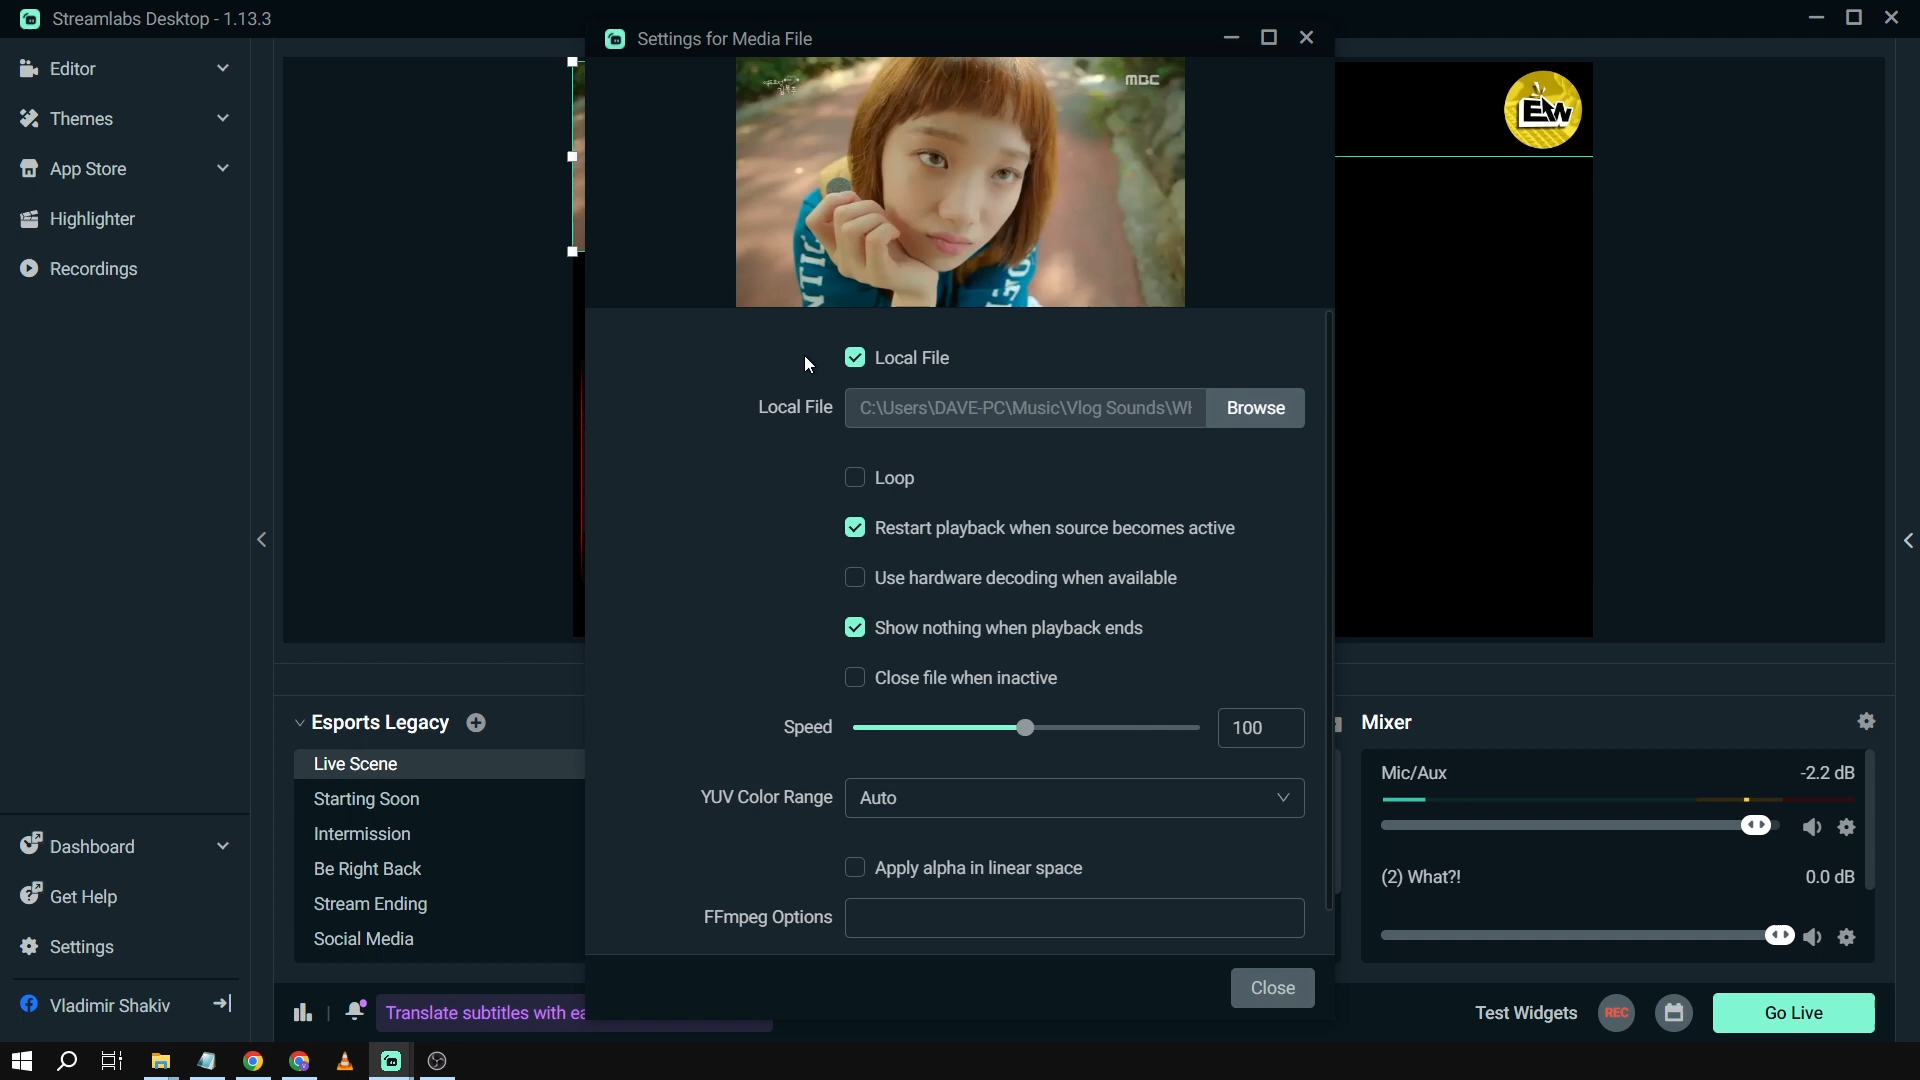 Streamlabs Desktop - 1.13.3
Editor
Themes
App Store
Highlighter
Recordings
Dashboard
Get Help
Settings
Vladimir Shakiv
Settings for Media File
MBC
EW
Local File
Local File
C:\Users\DAVE-PC\Music\Vlog Sounds\Wh
Browse
Loop
Restart playback when source becomes active
Use hardware decoding when available
Show nothing when playback ends
Close file when inactive
Speed
100
YUV Color Range
Auto
Apply alpha in linear space
FFmpeg Options
Close
Esports Legacy
Live Scene
Starting Soon
Intermission
Be Right Back
Stream Ending
Social Media
Mixer
Mic/Aux
-2.2 dB
(2) What?!
0.0 dB
Translate subtitles with ea
Test Widgets
REC
Go Live